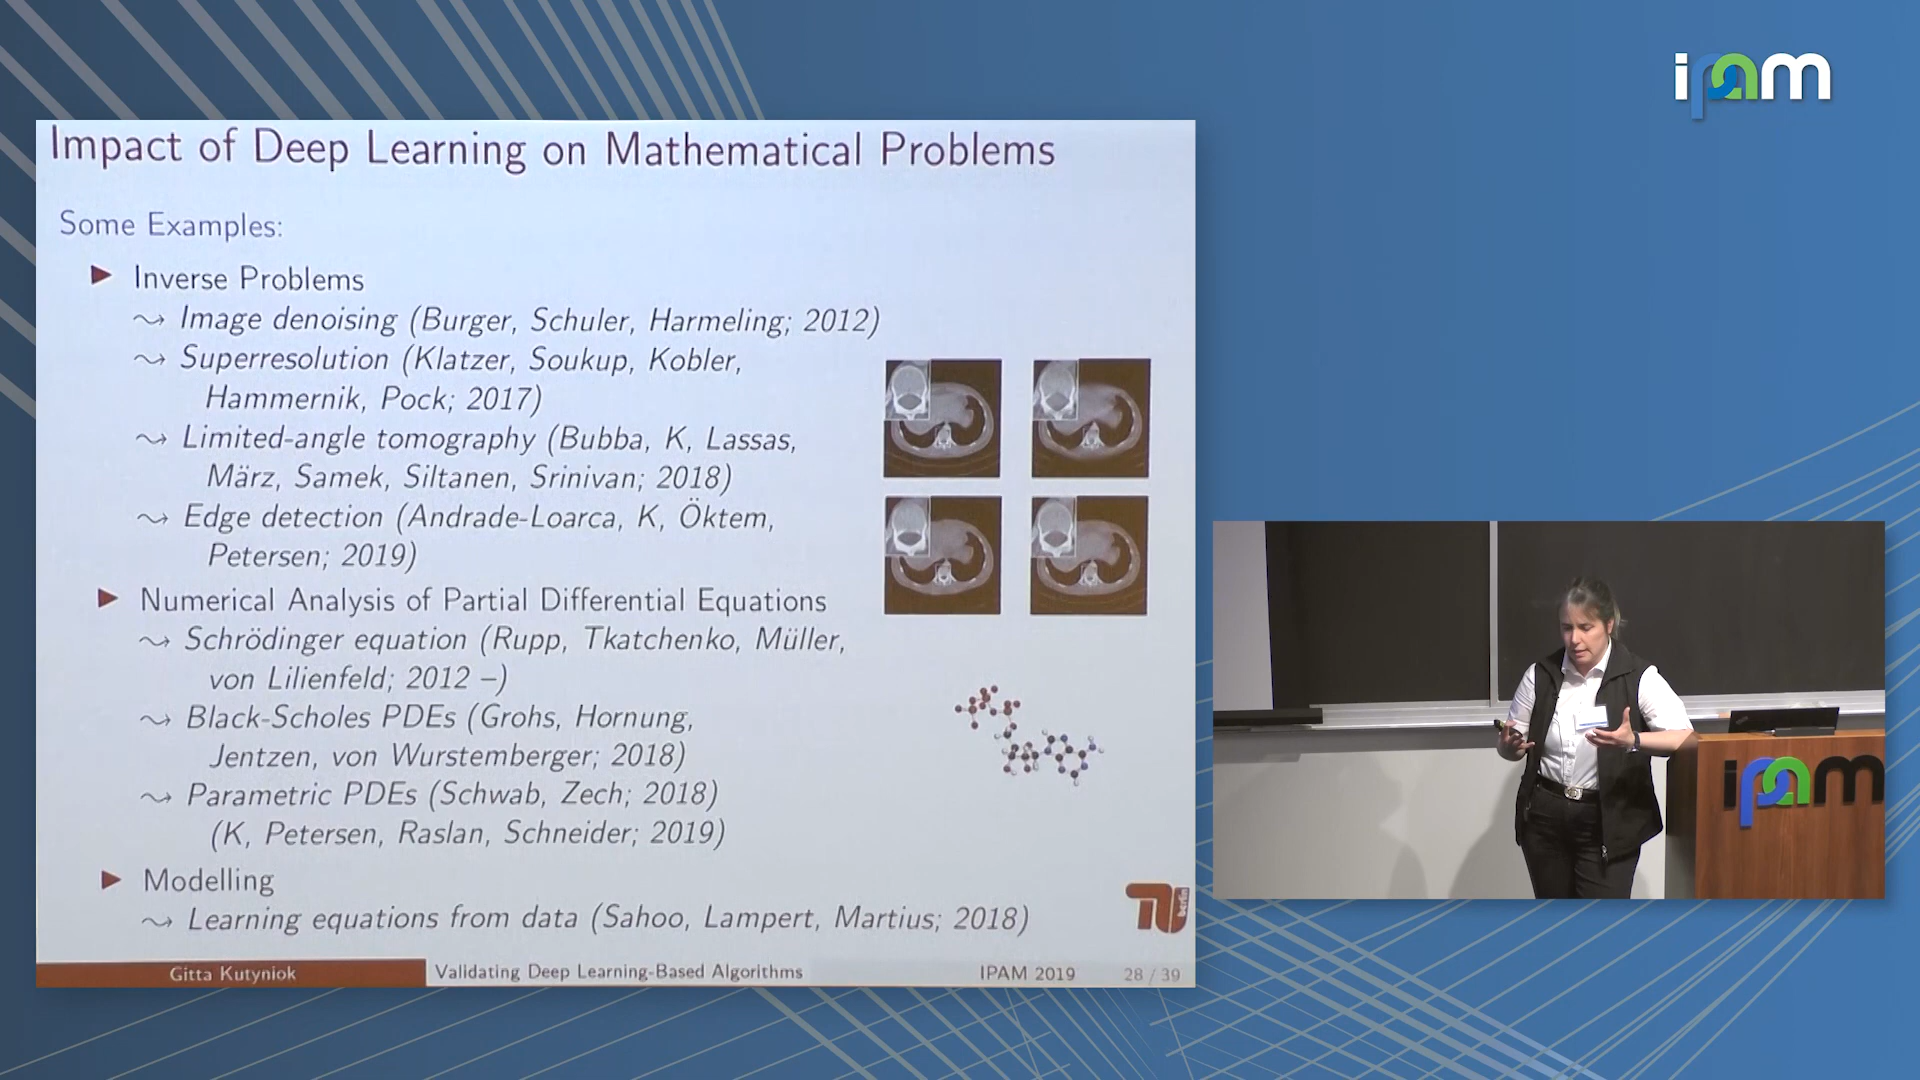 ipam
Impact of Deep Learning on Mathematical Problems
Some Examples:
Inverse Problems
⤳ Image denoising (Burger, Schuler, Harmeling; 2012)
⤳ Superresolution (Klatzer, Soukup, Kobler,
Hammernik, Pock; 2017)
⤳ Limited-angle tomography (Bubba, K, Lassas,
März, Samek, Siltanen, Srinivan; 2018)
⤳ Edge detection (Andrade-Loarca, K, Öktem,
Petersen; 2019)
Numerical Analysis of Partial Differential Equations
⤳ Schrödinger equation (Rupp, Tkatchenko, Müller,
von Lilienfeld; 2012 –)
⤳ Black-Scholes PDEs (Grohs, Hornung,
Jentzen, von Wurstemberger; 2018)
⤳ Parametric PDEs (Schwab, Zech; 2018)
(K, Petersen, Raslan, Schneider; 2019)
Modelling
⤳ Learning equations from data (Sahoo, Lampert, Martius; 2018)
berlin
Gitta Kutyniok
Validating Deep Learning-Based Algorithms
IPAM 2019
28 / 39
ipam